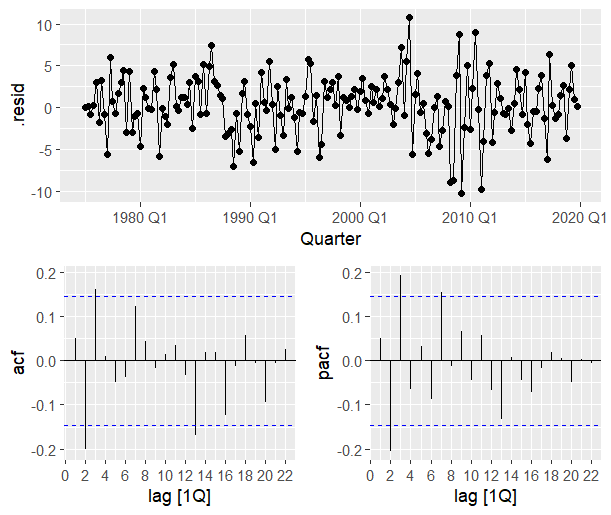 10
5
0
-5
-10
.resid
1980 Q1 1990 Q1 2000 Q1 2010 Q1 2020 Q1
Quarter
0.2
0.1
0.0
-0.1
-0.2
acf
0 2 4 6 8 10 12 14 16 18 20 22
lag [1Q]
0.2
0.1
0.0
-0.1
-0.2
pacf
0 2 4 6 8 10 12 14 16 18 20 22
lag [1Q]